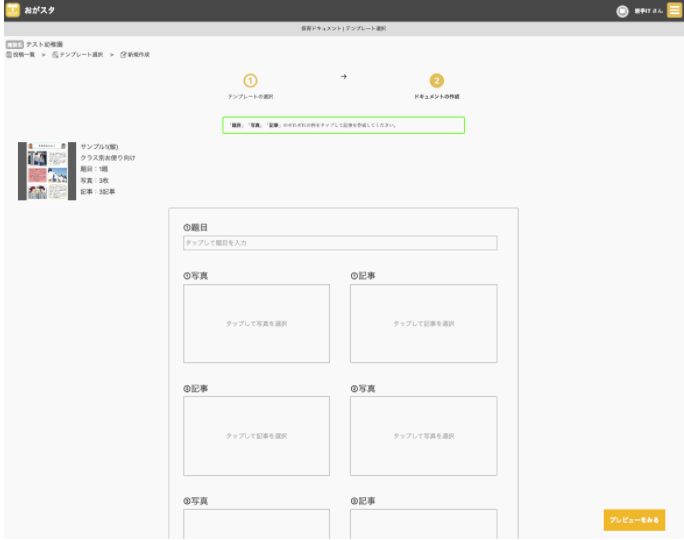 おがスタ
岩手IT さん
保育ドキュメント | テンプレート選択
施設名 テスト幼稚園
投稿一覧 > テンプレート選択 > 新規作成
1 → 2
テンプレートの選択 ドキュメントの作成
「題目」「写真」「記事」のそれぞれの枠をタップして記事を作成してください。
サンプル1(縦)
クラス別お便り向け
題目：1題
写真：3枚
記事：3記事
①題目
タップして題目を入力
①写真 ①記事
タップして写真を選択 タップして記事を選択
②記事 ②写真
タップして記事を選択 タップして写真を選択
③写真 ③記事
プレビューをみる